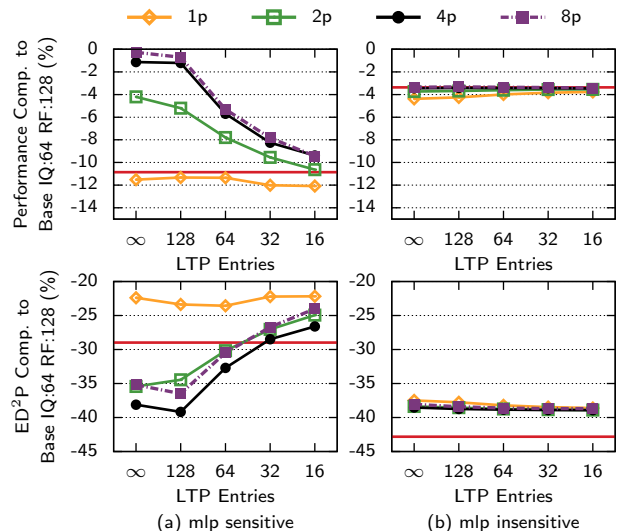 1p 2p 4p 8p
Performance Comp. to
Base IQ:64 RF:128 (%)
0
-2
-4
-6
-8
-10
-12
-14
∞ 128 64 32 16
LTP Entries
0
-2
-4
-6
-8
-10
-12
-14
∞ 128 64 32 16
LTP Entries
ED²P Comp. to
Base IQ:64 RF:128 (%)
-20
-25
-30
-35
-40
-45
∞ 128 64 32 16
LTP Entries
(a) mlp sensitive
-20
-25
-30
-35
-40
-45
∞ 128 64 32 16
LTP Entries
(b) mlp insensitive